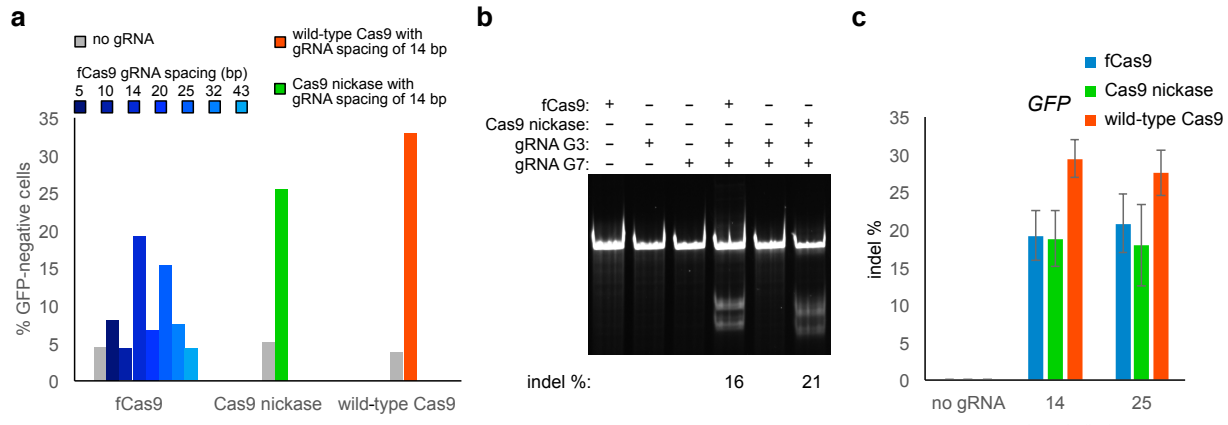 a
no gRNA
wild-type Cas9 with
gRNA spacing of 14 bp
fCas9 gRNA spacing (bp)
5 10 14 20 25 32 43
Cas9 nickase with
gRNA spacing of 14 bp
% GFP-negative cells
35
30
25
20
15
10
5
0
fCas9 Cas9 nickase wild-type Cas9
b
fCas9: + – – + – –
Cas9 nickase: – – – – – +
gRNA G3: – + – + + +
gRNA G7: – – + + + +
indel %: 16 21
c
fCas9
Cas9 nickase
wild-type Cas9
GFP
indel %
35
30
25
20
15
10
5
0
no gRNA 14 25